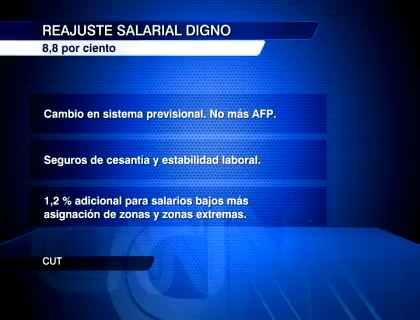 REAJUSTE SALARIAL DIGNO
8,8 por ciento
Cambio en sistema previsional. No más AFP.
Seguros de cesantía y estabilidad laboral.
1,2 % adicional para salarios bajos más
asignación de zonas y zonas extremas.
CUT